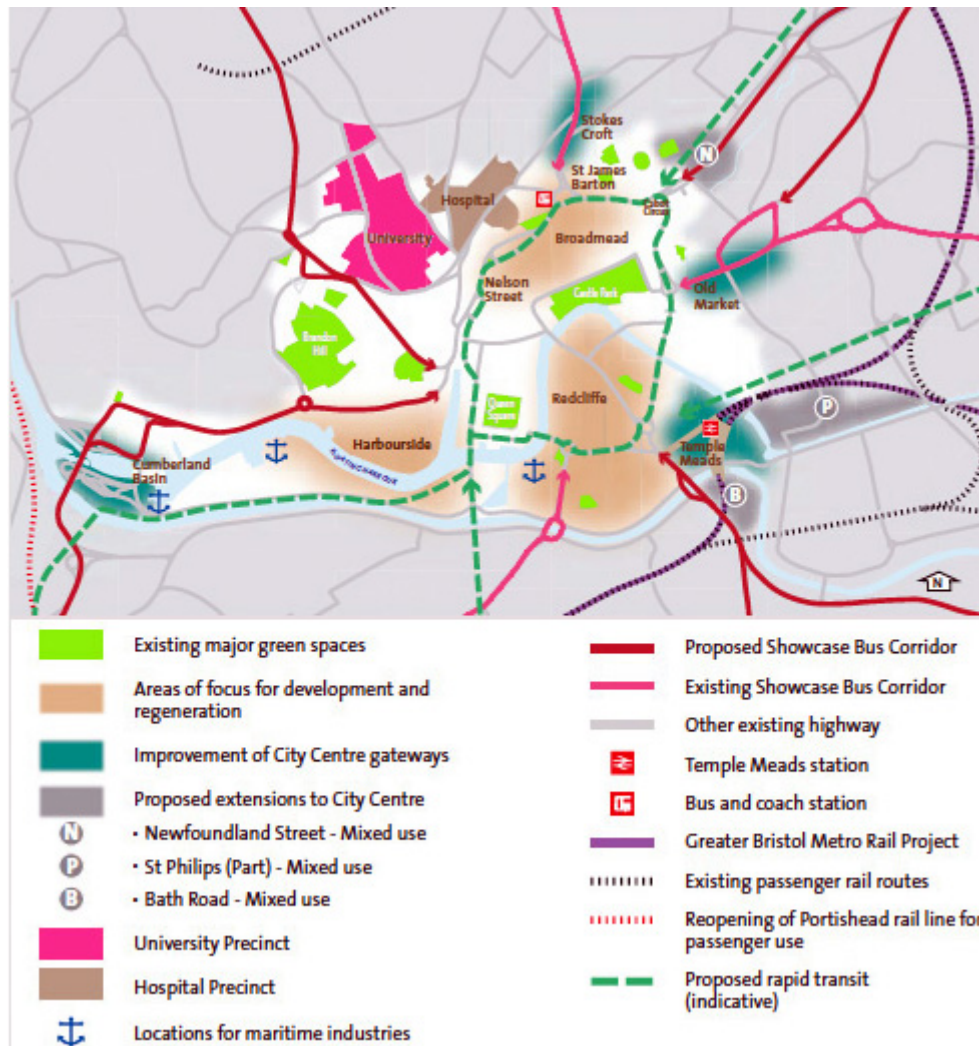 Stokes
Croft
N
St James
Barton
Hospital
Cabot
Circus
University
Broadmead
Nelson
Street
Castle Park
Old
Market
Brandon
Hill
Queen
Square
Redcliffe
P
Harbourside
Temple
Meads
Cumberland
Basin
FLOATING HARBOUR
B
N
Existing major green spaces
Areas of focus for development and
regeneration
Improvement of City Centre gateways
Proposed extensions to City Centre
N • Newfoundland Street - Mixed use
P • St Philips (Part) - Mixed use
B • Bath Road - Mixed use
University Precinct
Hospital Precinct
Locations for maritime industries
Proposed Showcase Bus Corridor
Existing Showcase Bus Corridor
Other existing highway
Temple Meads station
Bus and coach station
Greater Bristol Metro Rail Project
Existing passenger rail routes
Reopening of Portishead rail line for
passenger use
Proposed rapid transit
(indicative)